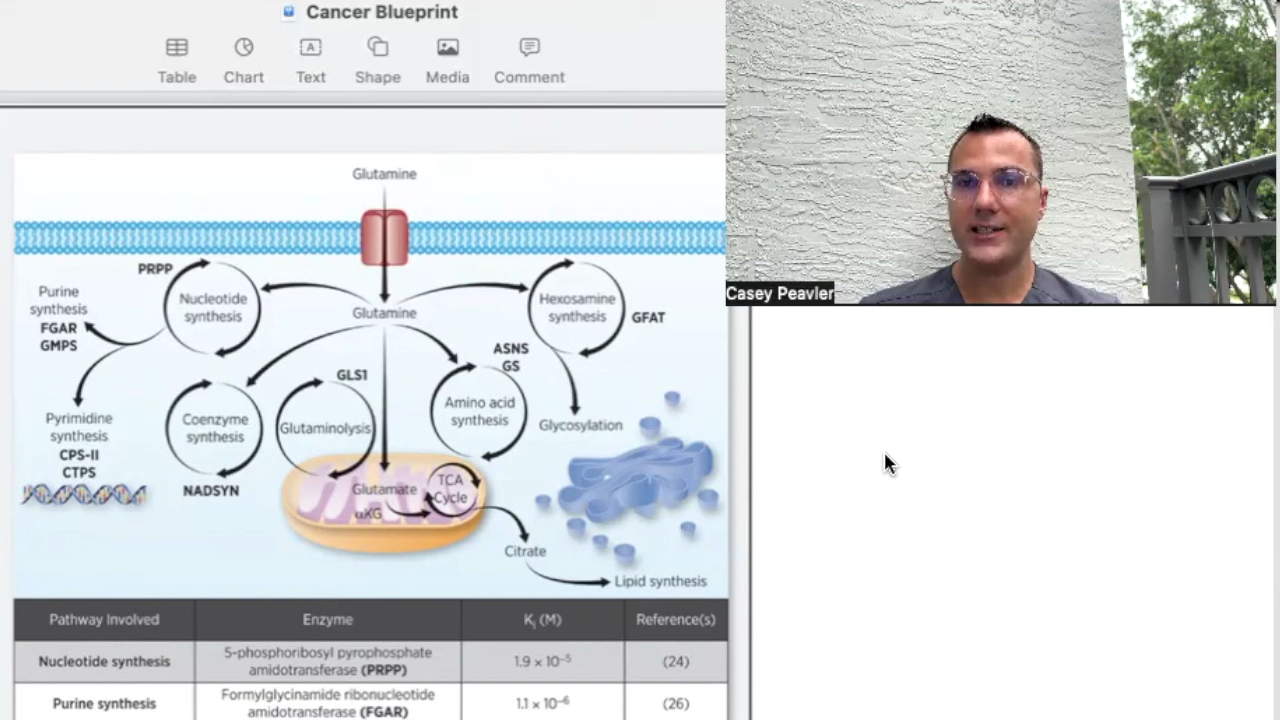 Cancer Blueprint
Table
Chart
Text
Shape
Media
Comment
Casey Peavler
Glutamine
PRPP
Nucleotide
synthesis
Purine
synthesis
FGAR
GMPS
Glutamine
Hexosamine
synthesis
GFAT
ASNS
GS
GLS1
Pyrimidine
synthesis
CPS-II
CTPS
Coenzyme
synthesis
NADSYN
Glutaminolysis
Amino acid
synthesis
Glycosylation
Glutamate
αKG
TCA
Cycle
Citrate
Lipid synthesis
Pathway Involved
Enzyme
Ki (M)
Reference(s)
Nucleotide synthesis
5-phosphoribosyl pyrophosphate
amidotransferase (PRPP)
1.9 × 10⁻⁵
(24)
Purine synthesis
Formylglycinamide ribonucleotide
amidotransferase (FGAR)
1.1 × 10⁻⁶
(26)